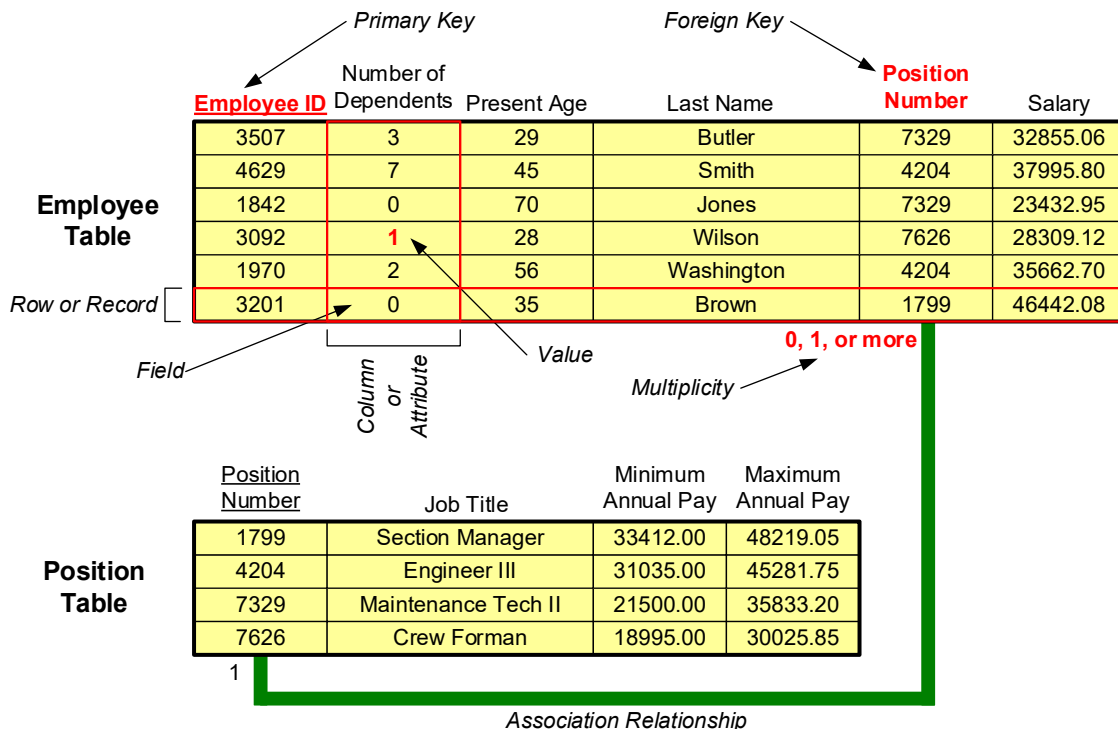 Primary Key
Foreign Key
Employee ID
Number of
Dependents
Present Age
Last Name
Position
Number
Salary
Employee
Table
3507 3 29 Butler 7329 32855.06
4629 7 45 Smith 4204 37995.80
1842 0 70 Jones 7329 23432.95
3092 1 28 Wilson 7626 28309.12
1970 2 56 Washington 4204 35662.70
Row or Record
3201 0 35 Brown 1799 46442.08
0, 1, or more
Field
Column
or
Attribute
Value
Multiplicity
Position
Number
Job Title
Minimum
Annual Pay
Maximum
Annual Pay
Position
Table
1799 Section Manager 33412.00 48219.05
4204 Engineer III 31035.00 45281.75
7329 Maintenance Tech II 21500.00 35833.20
7626 Crew Forman 18995.00 30025.85
1
Association Relationship